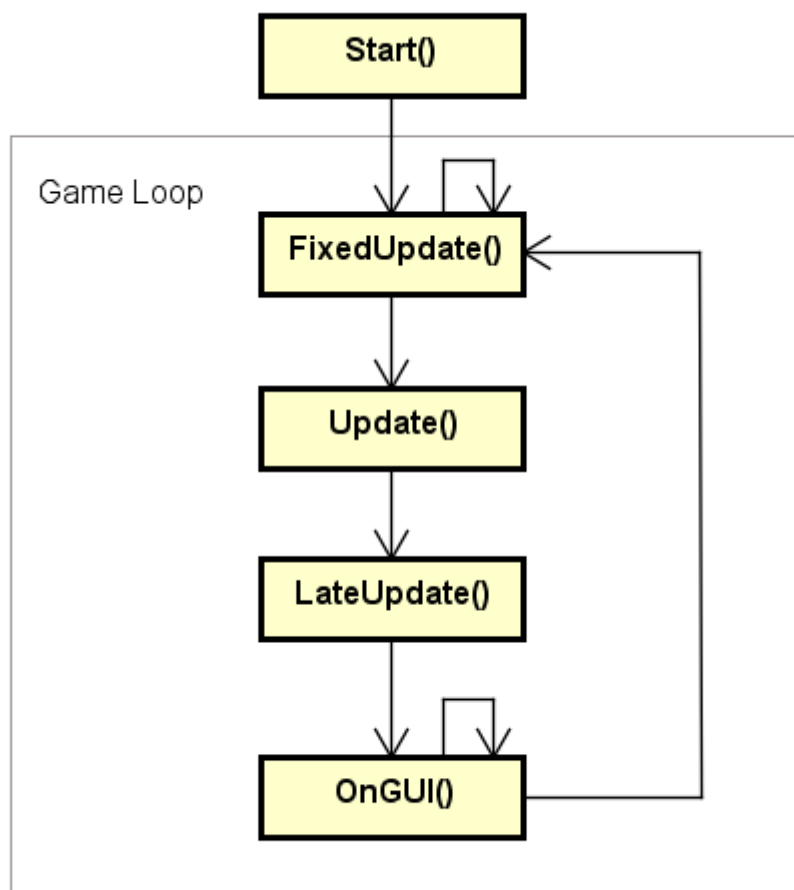 Start()
Game Loop
FixedUpdate()
Update()
LateUpdate()
OnGUI()